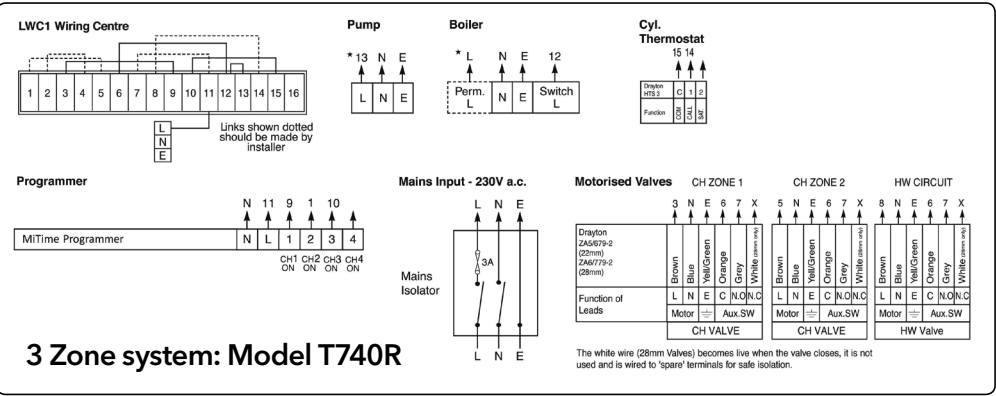 LWC1 Wiring Centre
1 2 3 4 5 6 7 8 9 10 11 12 13 14 15 16
L
N
E
Links shown dotted
should be made by
installer
Pump
* 13 N E
L N E
Boiler
* L N E 12
Perm. L N E Switch L
Cyl.
Thermostat
15 14
Drayton HTS 3 C 1 2
Function COM CALL SAT.
Programmer
N 11 9 1 10
MiTime Programmer N L 1 2 3 4
CH1 ON CH2 ON CH3 ON CH4 ON
Mains Input - 230V a.c.
L N E
3A
Mains
Isolator
L N E
Motorised Valves CH ZONE 1 CH ZONE 2 HW CIRCUIT
3 N E 6 7 X 5 N E 6 7 X 8 N E 6 7 X
Drayton
ZA5/679-2
(22mm)
ZA6/779-2
(28mm)
Brown Blue Yell/Green Orange Grey White (28mm only) Brown Blue Yell/Green Orange Grey White (28mm only) Brown Blue Yell/Green Orange Grey White (28mm only)
Function of
Leads
L N E C N.O N.C L N E C N.O N.C L N E C N.O N.C
Motor Aux.SW Motor Aux.SW Motor Aux.SW
CH VALVE CH VALVE HW Valve
The white wire (28mm Valves) becomes live when the valve closes, it is not
used and is wired to 'spare' terminals for safe isolation.
3 Zone system: Model T740R